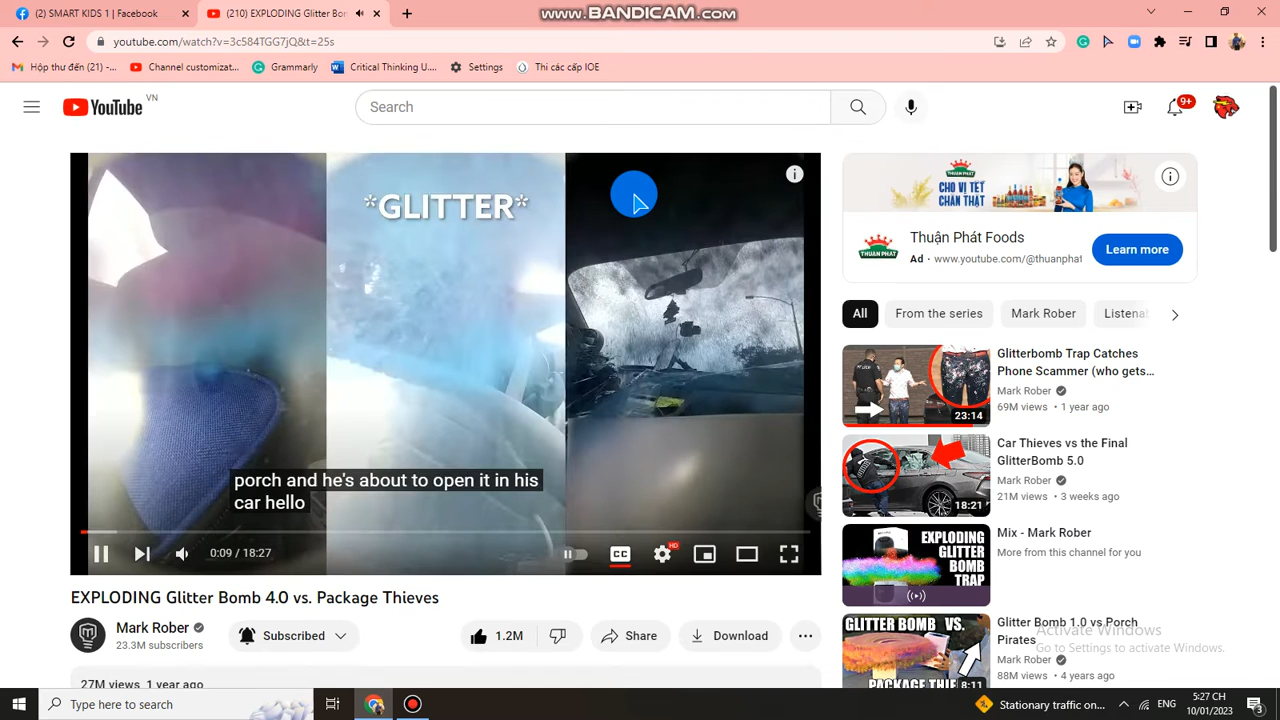 (2) SMART KIDS 1 | Facebook
(210) EXPLODING Glitter Bom
www.BANDICAM.com
youtube.com/watch?v=3c584TGG7jQ&t=25s
Hộp thư đến (21) -...
Channel customizat...
Grammarly
Critical Thinking U...
Settings
Thi các cấp IOE
YouTube VN
Search
9+
*GLITTER*
CHO VỊ TẾT
CHÂN THẬT
THUẬN PHÁT
Thuận Phát Foods
Ad · www.youtube.com/@thuanphat
Learn more
All
From the series
Mark Rober
Listena
Glitterbomb Trap Catches
Phone Scammer (who gets...
Mark Rober
69M views • 1 year ago
23:14
Car Thieves vs the Final
GlitterBomb 5.0
Mark Rober
21M views • 3 weeks ago
18:21
porch and he's about to open it in his
car hello
0:09 / 18:27
CC
HD
Mix - Mark Rober
More from this channel for you
EXPLODING
GLITTER
BOMB
TRAP
EXPLODING Glitter Bomb 4.0 vs. Package Thieves
Mark Rober
23.3M subscribers
Subscribed
1.2M
Share
Download
Glitter Bomb 1.0 vs Porch
Pirates
Mark Rober
88M views • 4 years ago
GLITTER BOMB VS.
PACKAGE THIE
8:11
Activate Windows
Go to Settings to activate Windows.
27M views 1 year ago
Type here to search
Stationary traffic on...
ENG
5:27 CH
10/01/2023
3